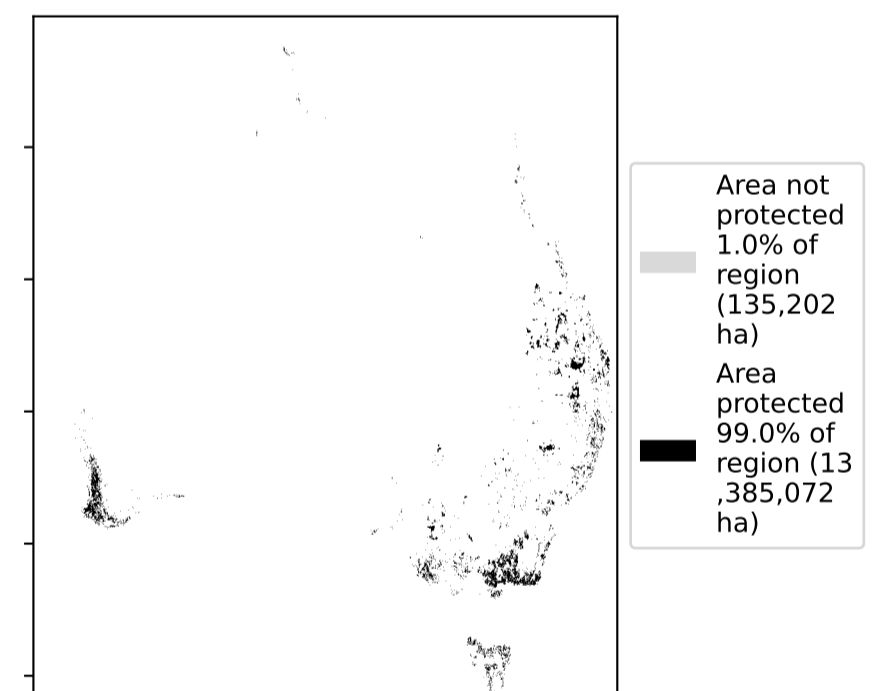 Area not
protected
1.0% of
region
(135,202
ha)
Area
protected
99.0% of
region (13
,385,072
ha)